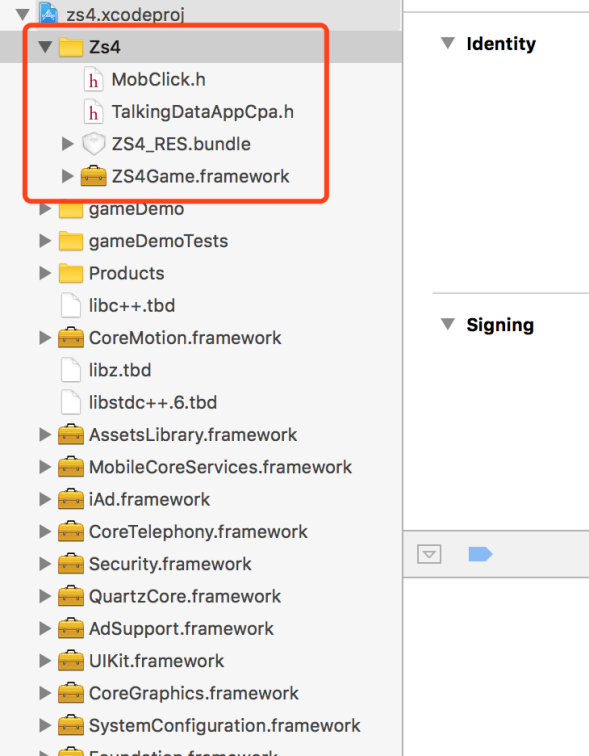 zs4.xcodeproj
Zs4
h MobClick.h
h TalkingDataAppCpa.h
ZS4_RES.bundle
ZS4Game.framework
gameDemo
gameDemoTests
Products
libc++.tbd
CoreMotion.framework
libz.tbd
libstdc++.6.tbd
AssetsLibrary.framework
MobileCoreServices.framework
iAd.framework
CoreTelephony.framework
Security.framework
QuartzCore.framework
AdSupport.framework
UIKit.framework
CoreGraphics.framework
SystemConfiguration.framework
Foundation.framework
Identity
Signing